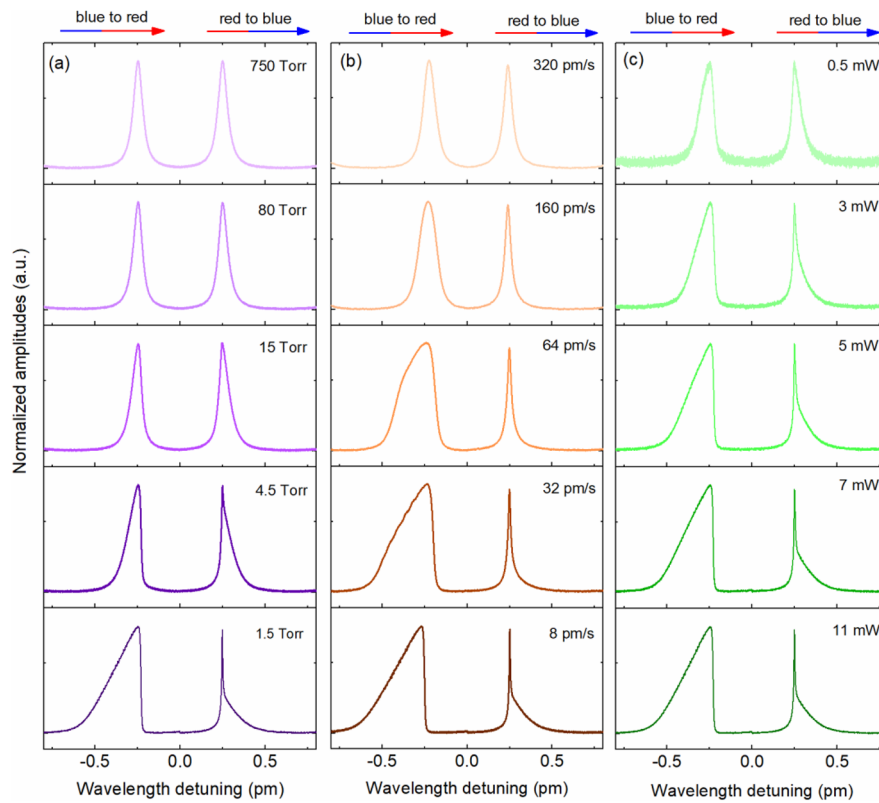 blue to red red to blue blue to red red to blue blue to red red to blue
(a) 750 Torr (b) 320 pm/s (c) 0.5 mW
80 Torr 160 pm/s 3 mW
15 Torr 64 pm/s 5 mW
4.5 Torr 32 pm/s 7 mW
1.5 Torr 8 pm/s 11 mW
Normalized amplitudes (a.u.)
-0.5 0.0 0.5 -0.5 0.0 0.5 -0.5 0.0 0.5
Wavelength detuning (pm) Wavelength detuning (pm) Wavelength detuning (pm)